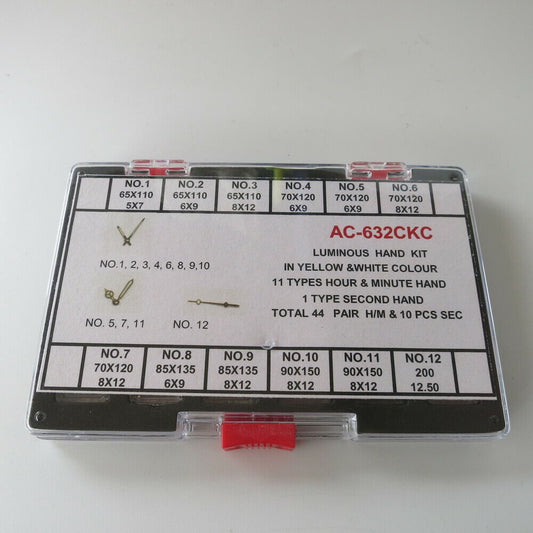 NO.1 NO.2 NO.3 NO.4 NO.5 NO.6
65X110 65X110 65X110 70X120 70X120 70X120
5X7 6X9 8X12 6X9 6X9 8X12
AC-632CKC
LUMINOUS HAND KIT
IN YELLOW &WHITE COLOUR
11 TYPES HOUR & MINUTE HAND
1 TYPE SECOND HAND
TOTAL 44 PAIR H/M & 10 PCS SEC
NO.1, 2, 3, 4, 6, 8, 9,10
NO. 5, 7, 11 NO. 12
NO.7 NO.8 NO.9 NO.10 NO.11 NO.12
70X120 85X135 85X135 90X150 90X150 200
8X12 6X9 8X12 8X12 8X12 12.50